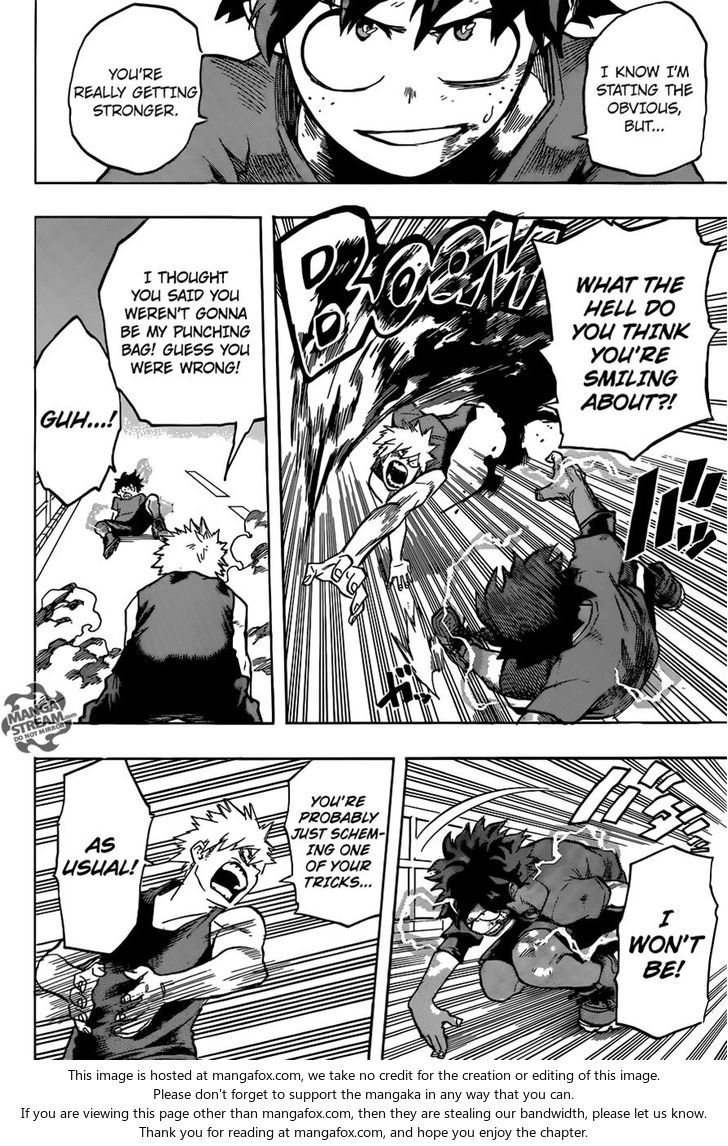 I KNOW I'M
STATING THE
OBVIOUS,
BUT...
YOU'RE
REALLY GETTING
STRONGER.
WHAT THE
HELL DO
YOU THINK
YOU'RE
SMILING
ABOUT?!
BOOM
バッ
ガッ
I THOUGHT
YOU SAID YOU
WEREN'T GONNA
BE MY PUNCHING
BAG! GUESS YOU
WERE WRONG!
GUH...!
MANGA
STREAM.com
DO NOT MIRROR
I
WON'T
BE!
YOU'RE
PROBABLY
JUST SCHEM-
ING ONE
OF YOUR
TRICKS...
AS
USUAL!
This image is hosted at mangafox.com, we take no credit for the creation or editing of this image.
Please don't forget to support the mangaka in any way that you can.
If you are viewing this page other than mangafox.com, then they are stealing our bandwidth, please let us know.
Thank you for reading at mangafox.com, and hope you enjoy the chapter.